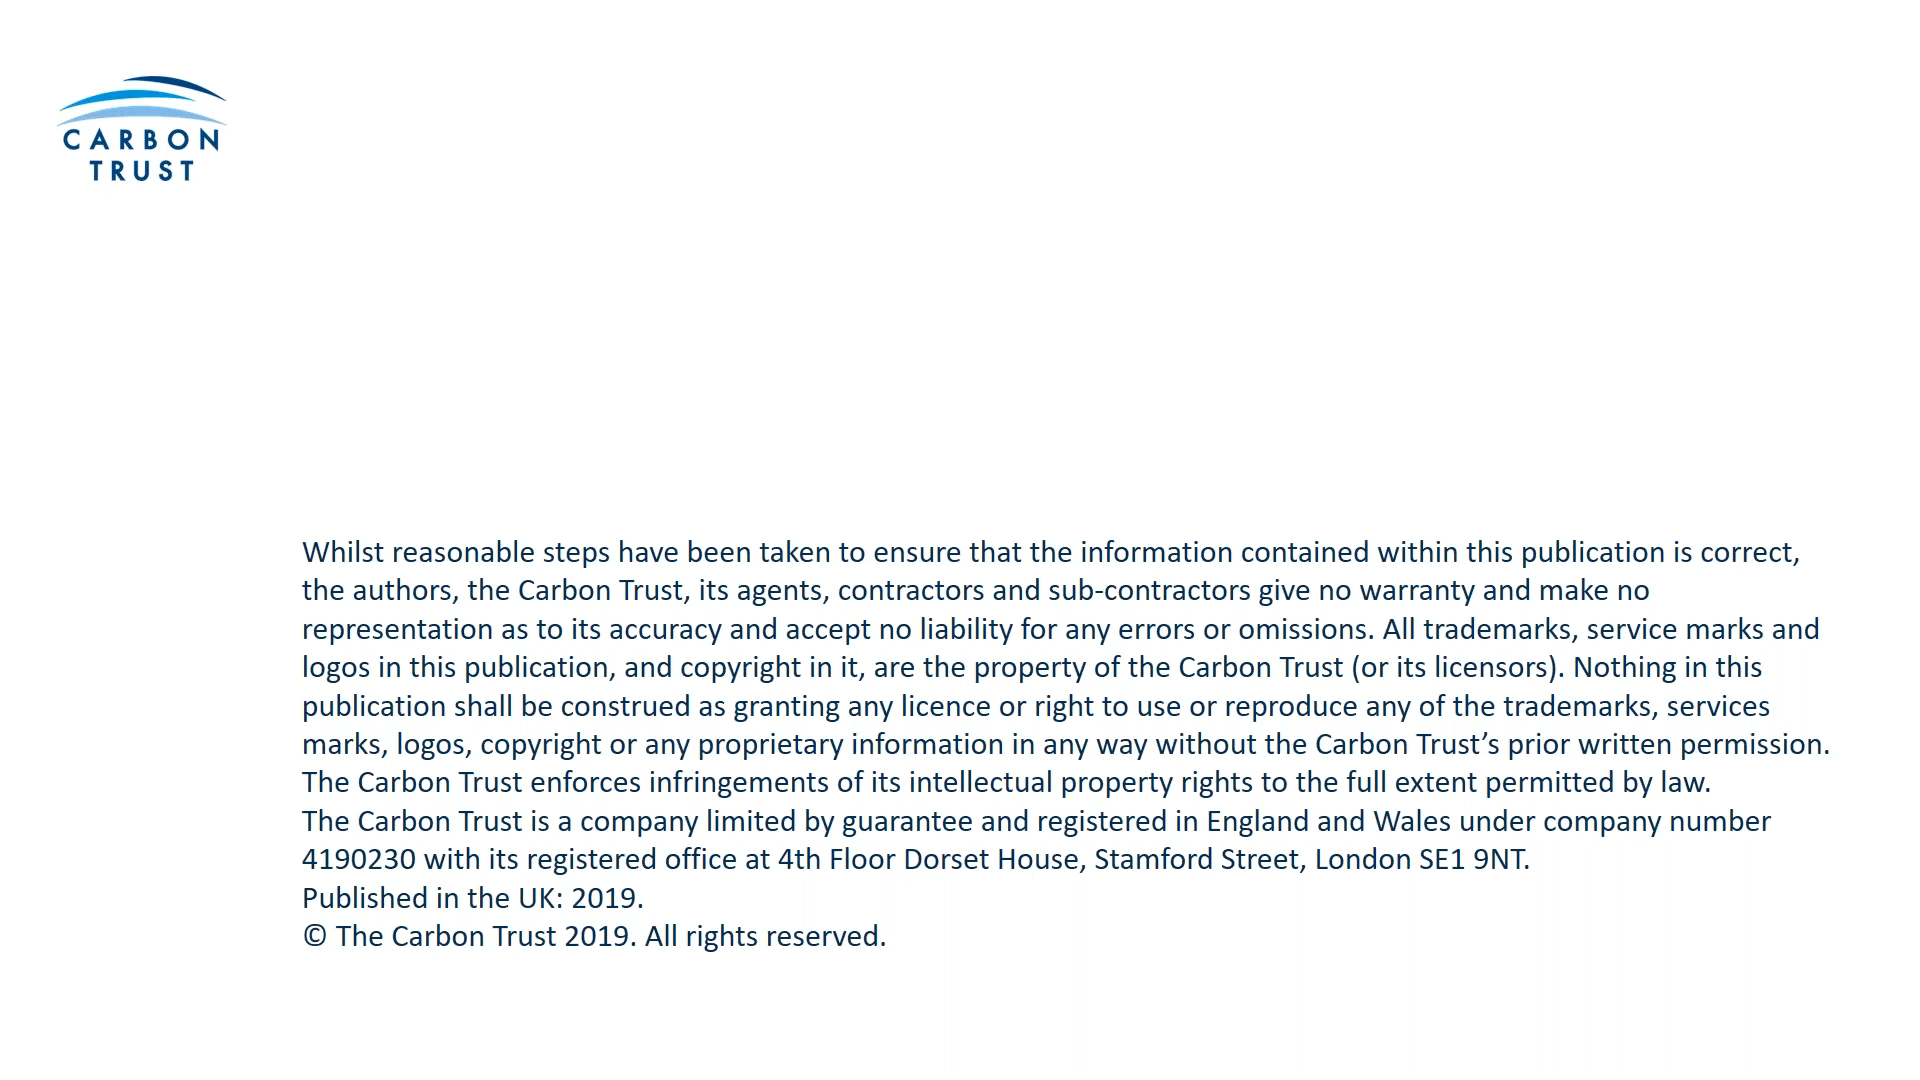 CARBON
TRUST
Whilst reasonable steps have been taken to ensure that the information contained within this publication is correct,
the authors, the Carbon Trust, its agents, contractors and sub-contractors give no warranty and make no
representation as to its accuracy and accept no liability for any errors or omissions. All trademarks, service marks and
logos in this publication, and copyright in it, are the property of the Carbon Trust (or its licensors). Nothing in this
publication shall be construed as granting any licence or right to use or reproduce any of the trademarks, services
marks, logos, copyright or any proprietary information in any way without the Carbon Trust’s prior written permission.
The Carbon Trust enforces infringements of its intellectual property rights to the full extent permitted by law.
The Carbon Trust is a company limited by guarantee and registered in England and Wales under company number
4190230 with its registered office at 4th Floor Dorset House, Stamford Street, London SE1 9NT.
Published in the UK: 2019.
© The Carbon Trust 2019. All rights reserved.